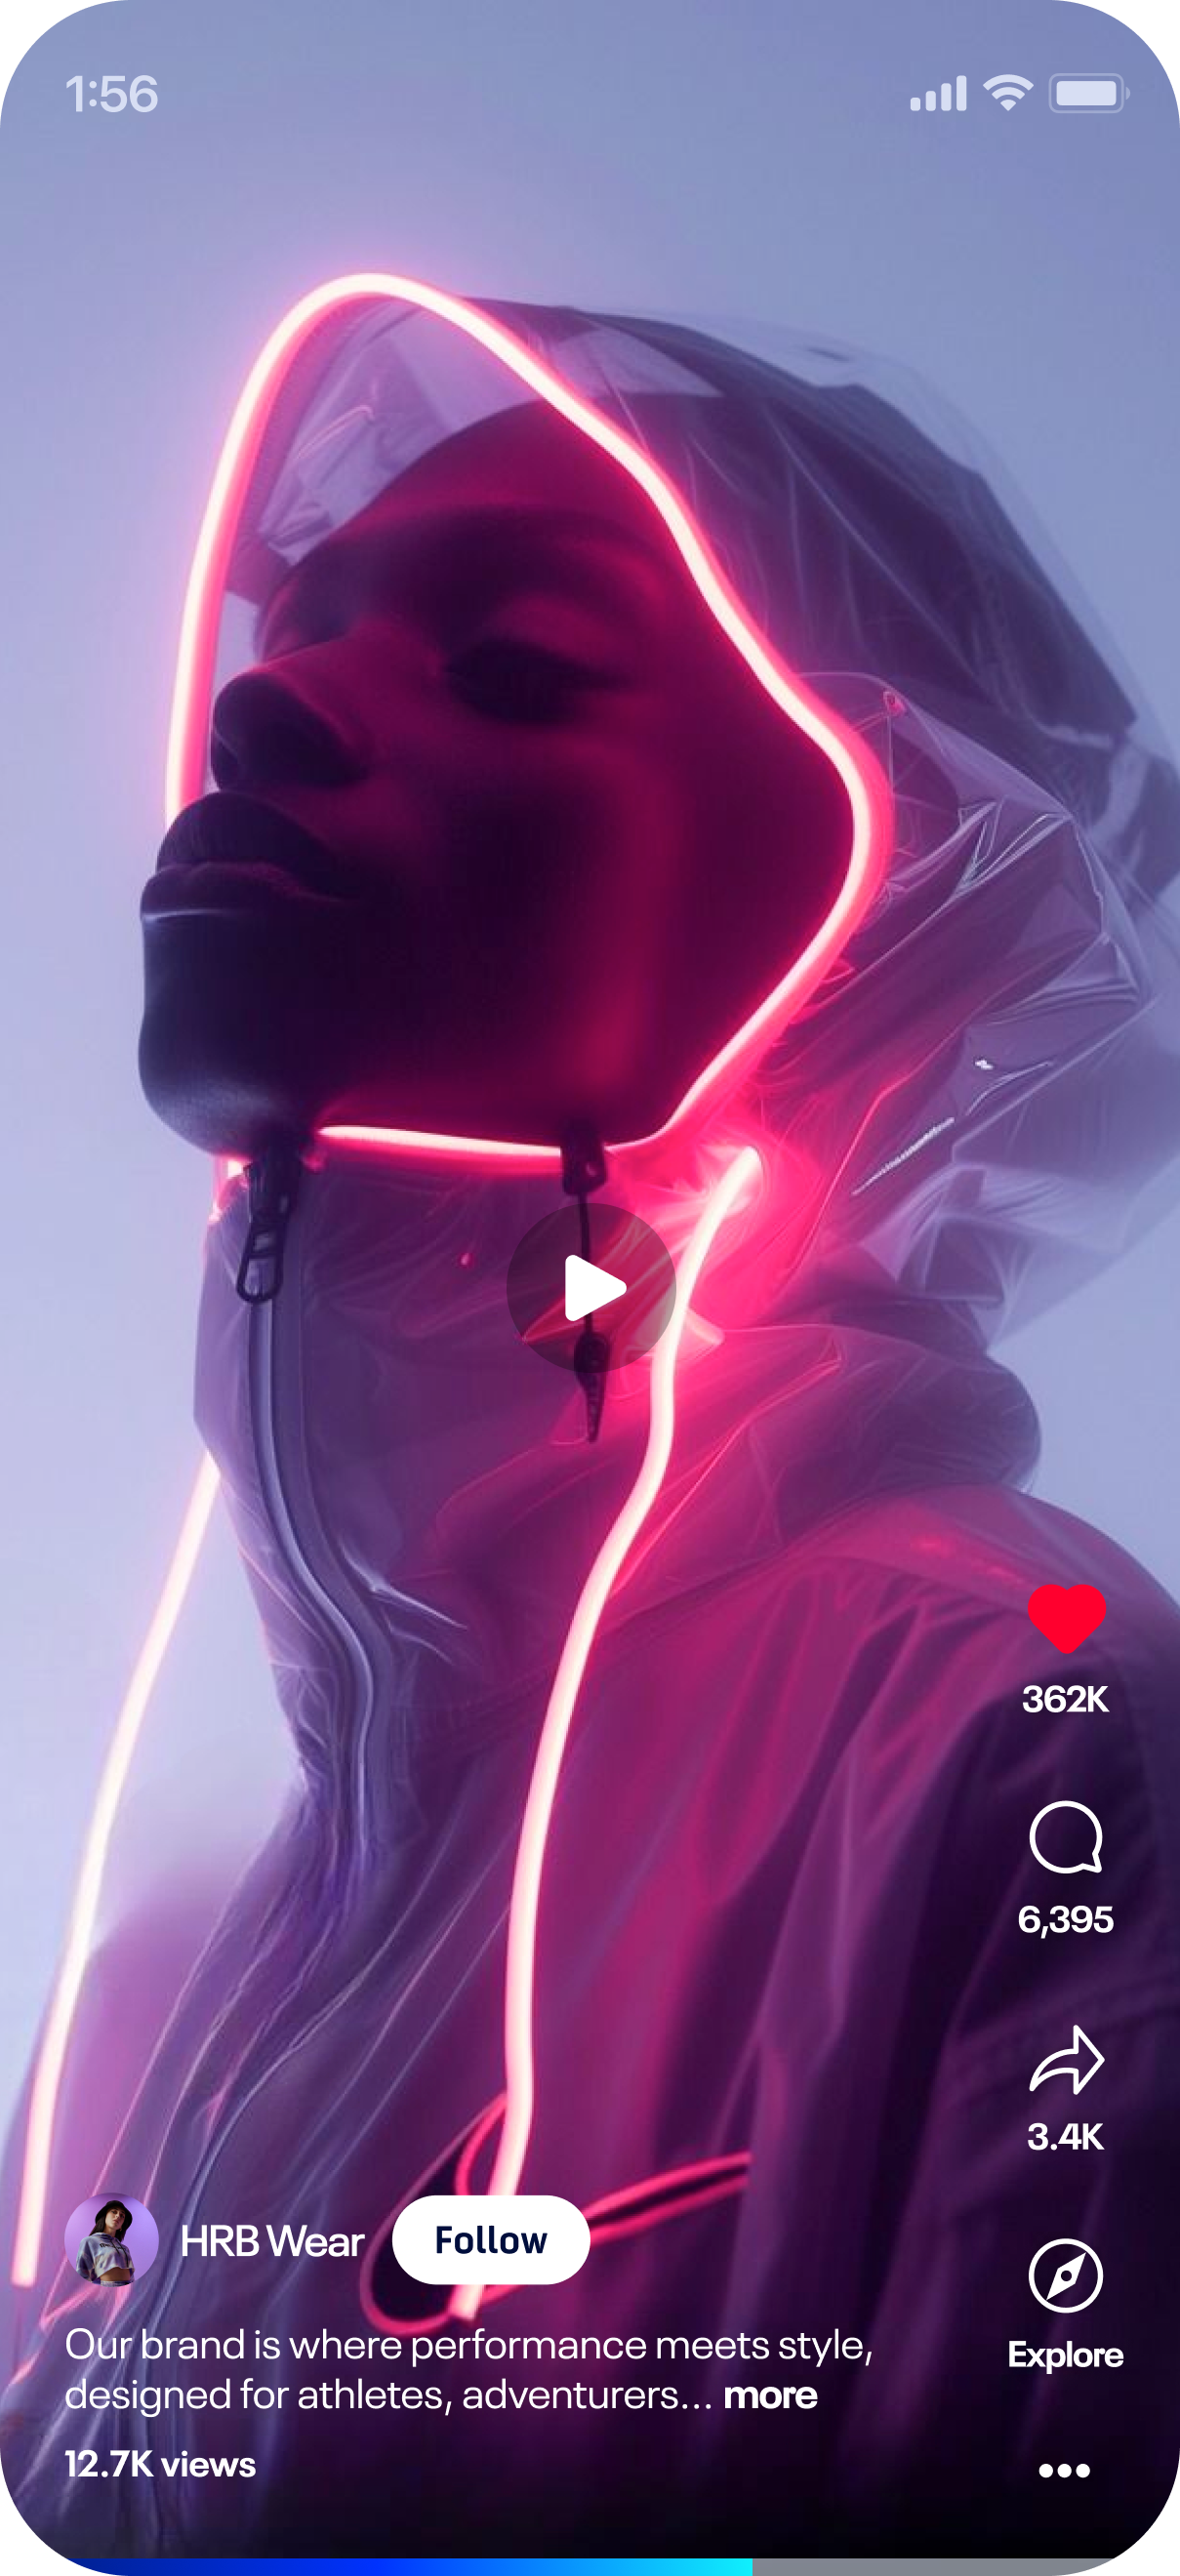 1:56
362K
6,395
3.4K
HRB Wear
Follow
Explore
Our brand is where performance meets style,
designed for athletes, adventurers... more
12.7K views